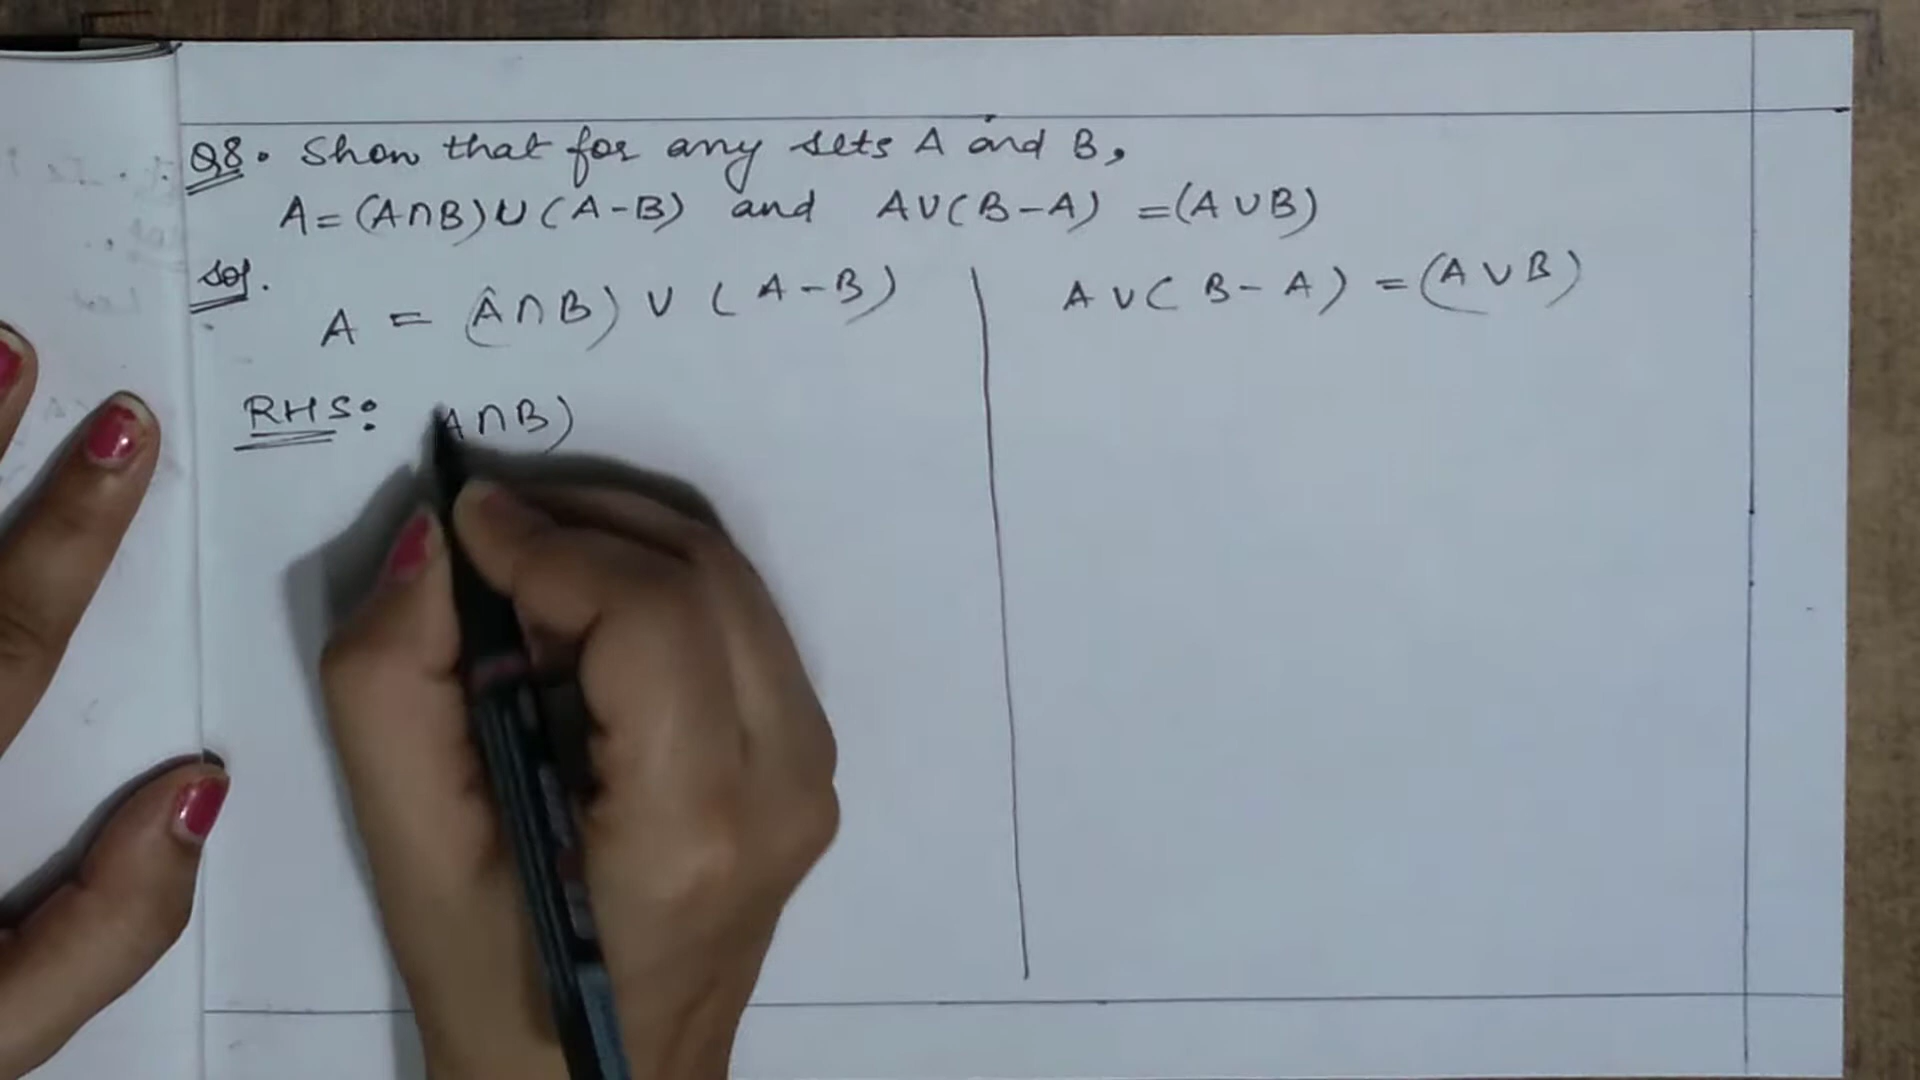 Q8. Show that for any sets A and B,
A = (A∩B)∪(A-B) and A∪(B-A) = (A∪B)
Sol.
A = (A∩B) ∪ (A-B)
A∪(B-A) = (A∪B)
RHS: A∩B)